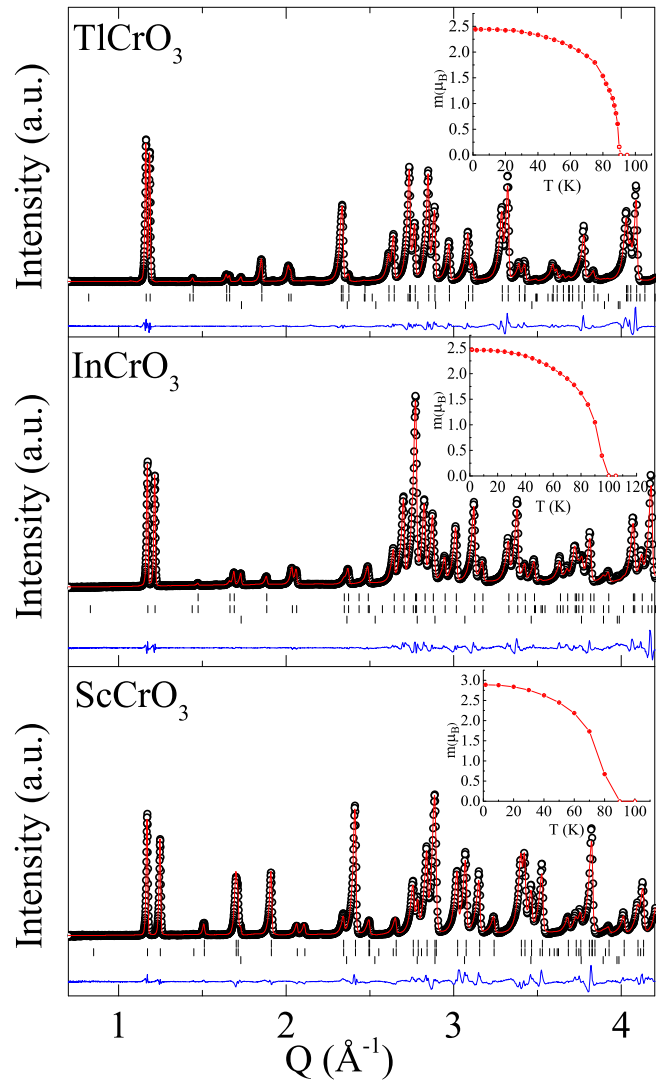 TlCrO3
Intensity (a.u.)
m(μB)
2.5
2.0
1.5
1.0
0.5
0.0
0 20 40 60 80 100
T (K)
InCrO3
Intensity (a.u.)
m(μB)
2.5
2.0
1.5
1.0
0.5
0.0
0 20 40 60 80 100 120
T (K)
ScCrO3
Intensity (a.u.)
m(μB)
3.0
2.5
2.0
1.5
1.0
0.5
0.0
0 20 40 60 80 100
T (K)
1 2 3 4
Q (Å-1)